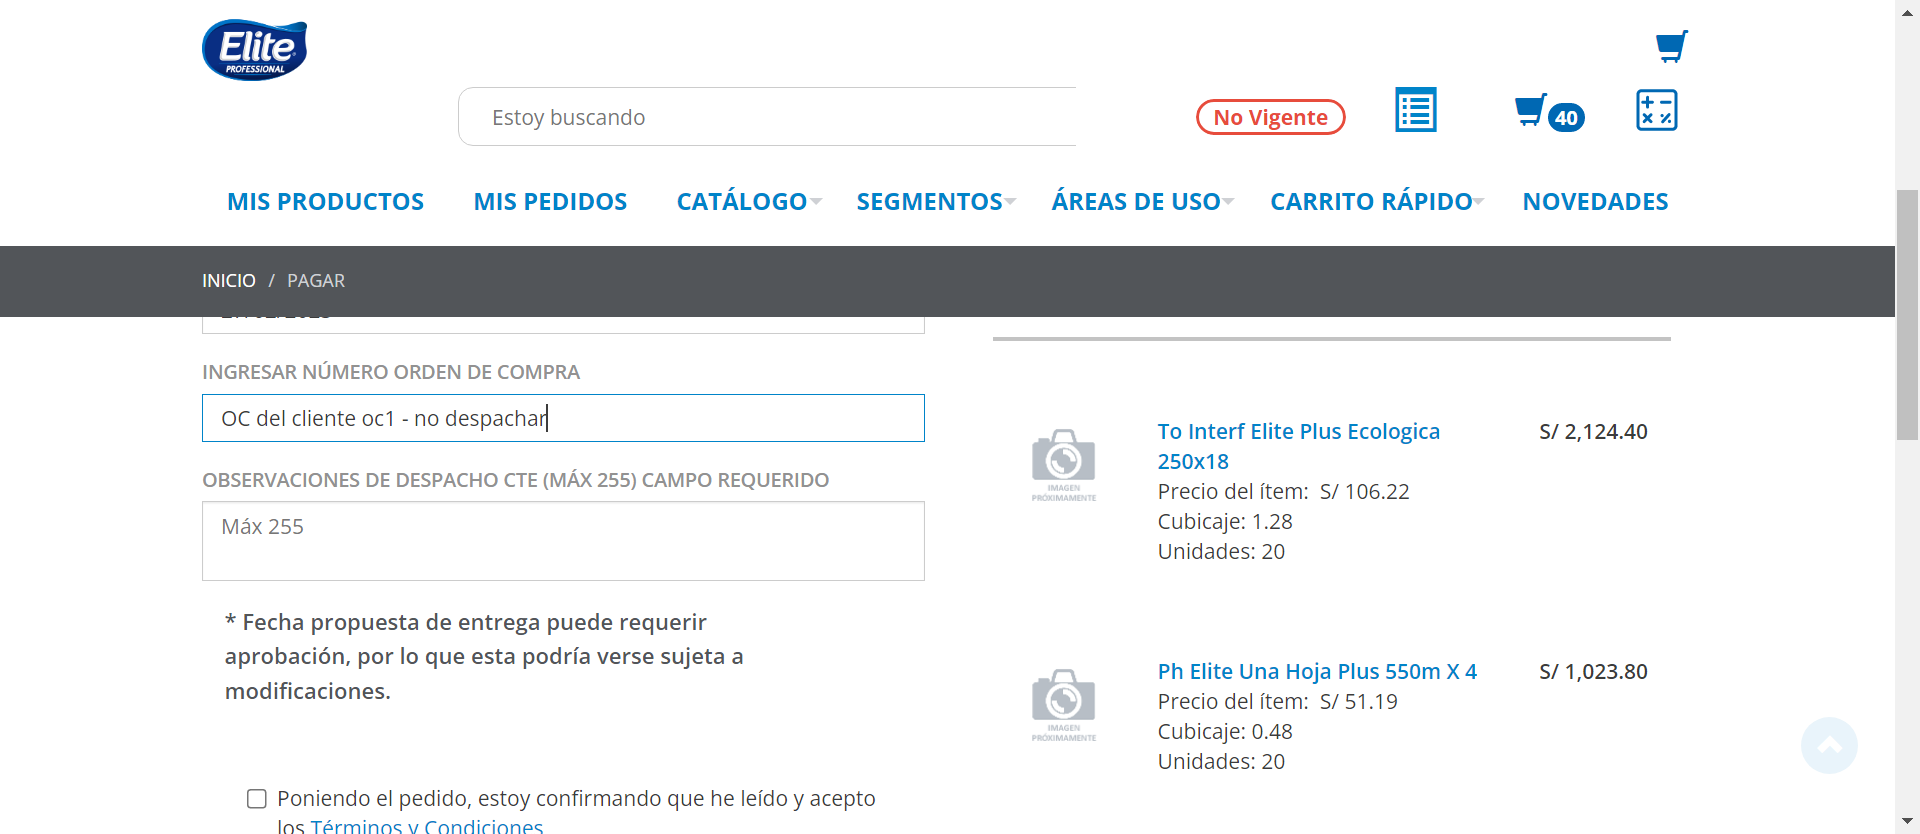 Elite
PROFESSIONAL
Estoy buscando
No Vigente
40
MIS PRODUCTOS
MIS PEDIDOS
CATÁLOGO
SEGMENTOS
ÁREAS DE USO
CARRITO RÁPIDO
NOVEDADES
INICIO / PAGAR
INGRESAR NÚMERO ORDEN DE COMPRA
OC del cliente oc1 - no despachar
OBSERVACIONES DE DESPACHO CTE (MÁX 255) CAMPO REQUERIDO
Máx 255
* Fecha propuesta de entrega puede requerir
aprobación, por lo que esta podría verse sujeta a
modificaciones.
Poniendo el pedido, estoy confirmando que he leído y acepto
los Términos y Condiciones
IMAGEN
PRÓXIMAMENTE
To Interf Elite Plus Ecologica
250x18
S/ 2,124.40
Precio del ítem: S/ 106.22
Cubicaje: 1.28
Unidades: 20
IMAGEN
PRÓXIMAMENTE
Ph Elite Una Hoja Plus 550m X 4
S/ 1,023.80
Precio del ítem: S/ 51.19
Cubicaje: 0.48
Unidades: 20